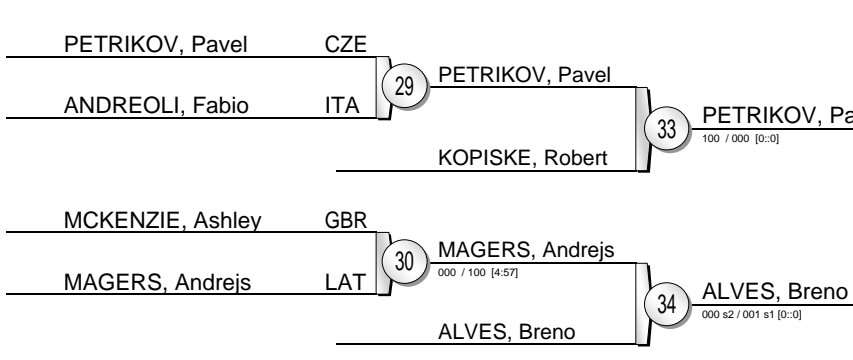 PETRIKOV, Pavel CZE
ANDREOLI, Fabio ITA
29
PETRIKOV, Pavel
KOPISKE, Robert
33
PETRIKOV, Pa
100 / 000 [0::0]
MCKENZIE, Ashley GBR
MAGERS, Andrejs LAT
30
MAGERS, Andrejs
000 / 100 [4:57]
ALVES, Breno
34
ALVES, Breno
000 s2 / 001 s1 [0::0]